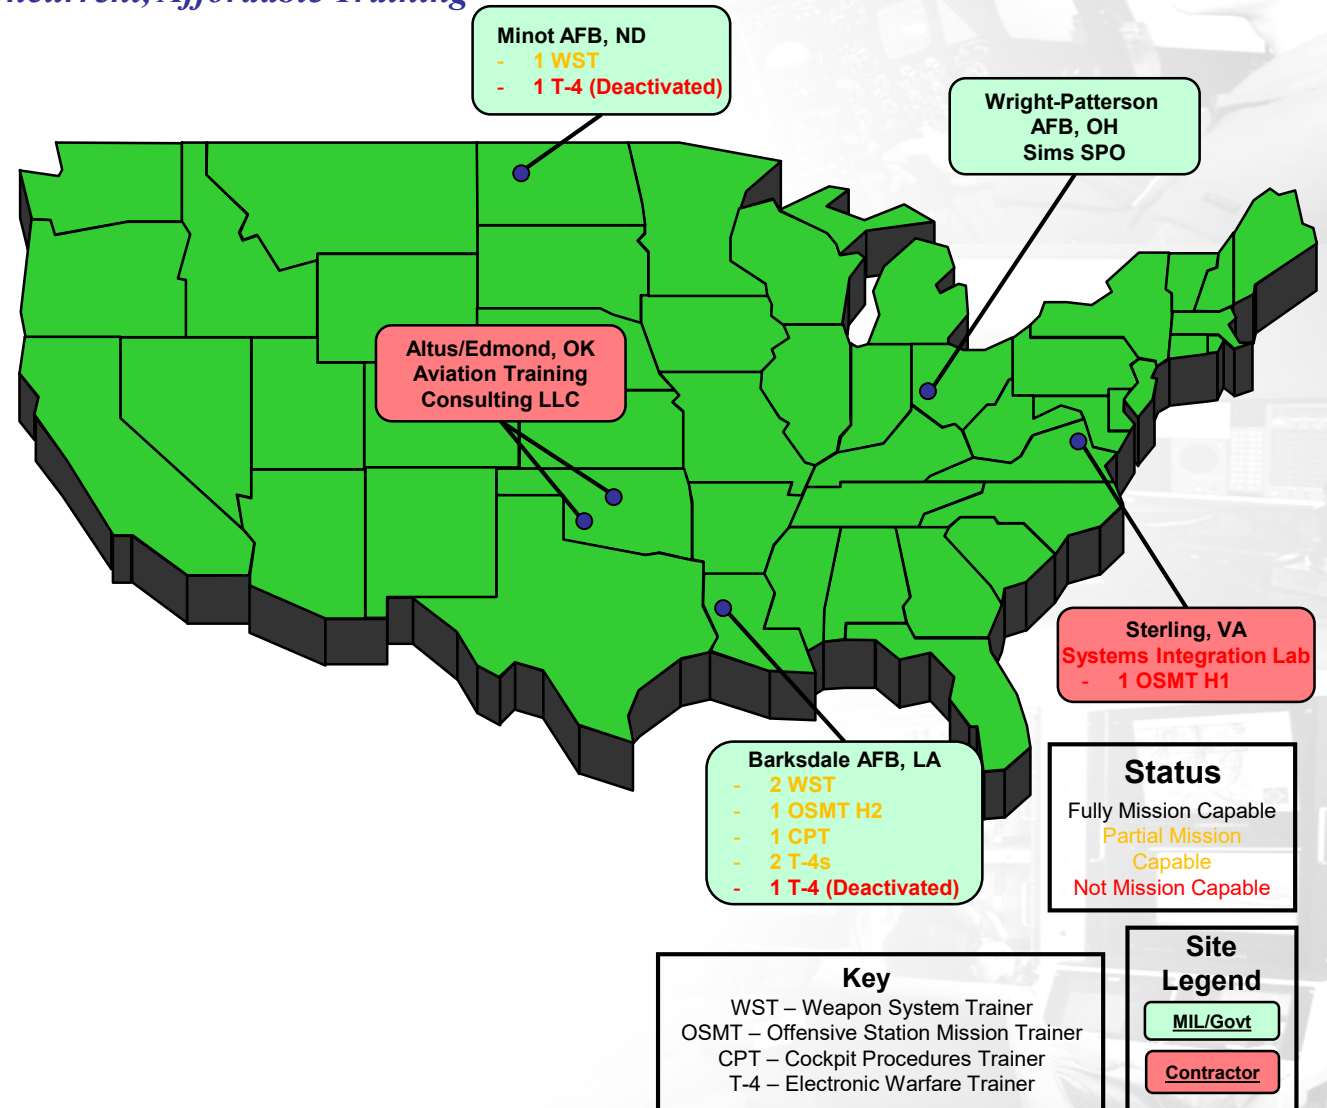 Affordable Training
Minot AFB, ND
- 1 WST
- 1 T-4 (Deactivated)
Wright-Patterson
AFB, OH
Sims SPO
Altus/Edmond, OK
Aviation Training
Consulting LLC
Sterling, VA
Systems Integration Lab
- 1 OSMT H1
Barksdale AFB, LA
- 2 WST
- 1 OSMT H2
- 1 CPT
- 2 T-4s
- 1 T-4 (Deactivated)
Status
Fully Mission Capable
Partial Mission
Capable
Not Mission Capable
Key
WST – Weapon System Trainer
OSMT – Offensive Station Mission Trainer
CPT – Cockpit Procedures Trainer
T-4 – Electronic Warfare Trainer
Site
Legend
MIL/Govt
Contractor